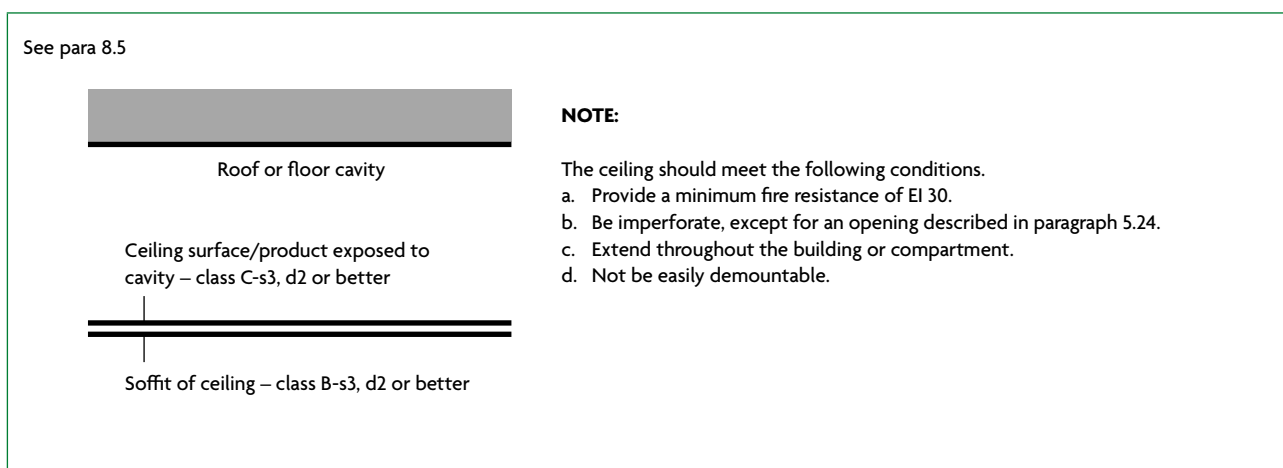 See para 8.5
Roof or floor cavity
Ceiling surface/product exposed to
cavity – class C-s3, d2 or better
Soffit of ceiling – class B-s3, d2 or better
NOTE:
The ceiling should meet the following conditions.
a. Provide a minimum fire resistance of EI 30.
b. Be imperforate, except for an opening described in paragraph 5.24.
c. Extend throughout the building or compartment.
d. Not be easily demountable.